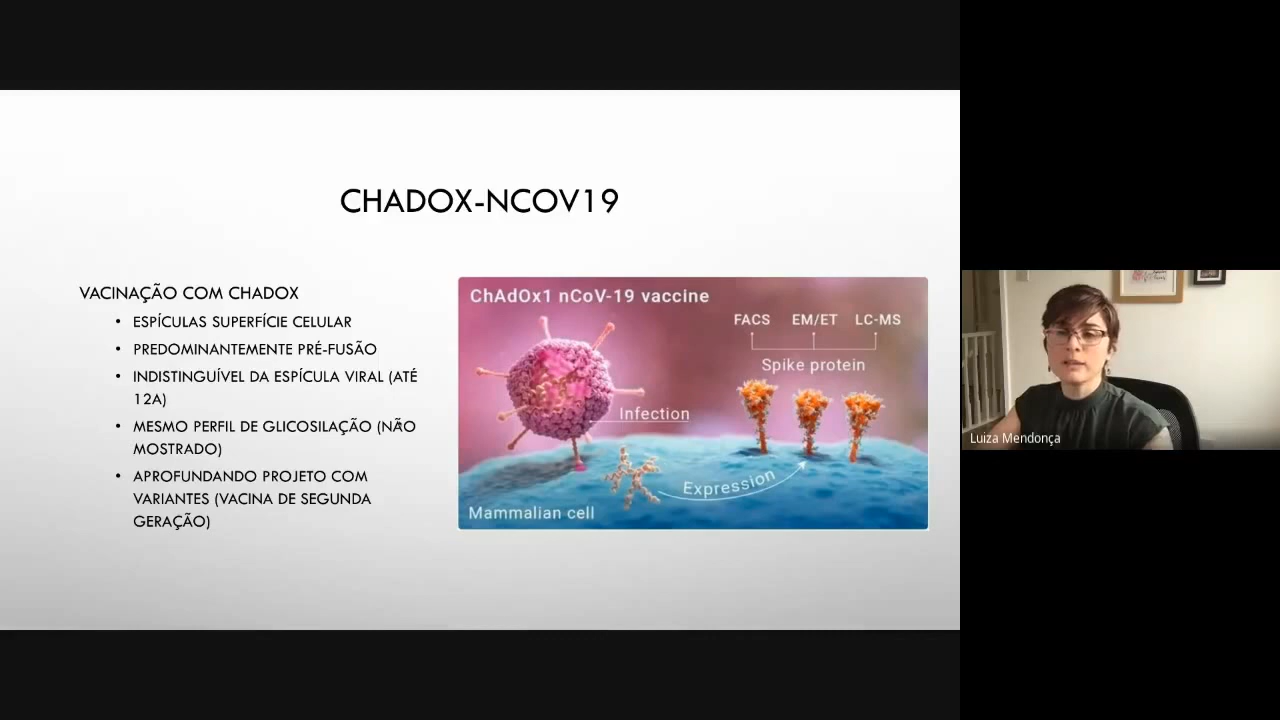 CHADOX-NCOV19
VACINAÇÃO COM CHADOX
• ESPÍCULAS SUPERFÍCIE CELULAR
• PREDOMINANTEMENTE PRÉ-FUSÃO
• INDISTINGUÍVEL DA ESPÍCULA VIRAL (ATÉ
12A)
• MESMO PERFIL DE GLICOSILAÇÃO (NÃO
MOSTRADO)
• APROFUNDANDO PROJETO COM
VARIANTES (VACINA DE SEGUNDA
GERAÇÃO)
ChAdOx1 nCoV-19 vaccine
FACS EM/ET LC-MS
Spike protein
Infection
Expression
Mammalian cell
Luiza Mendonça